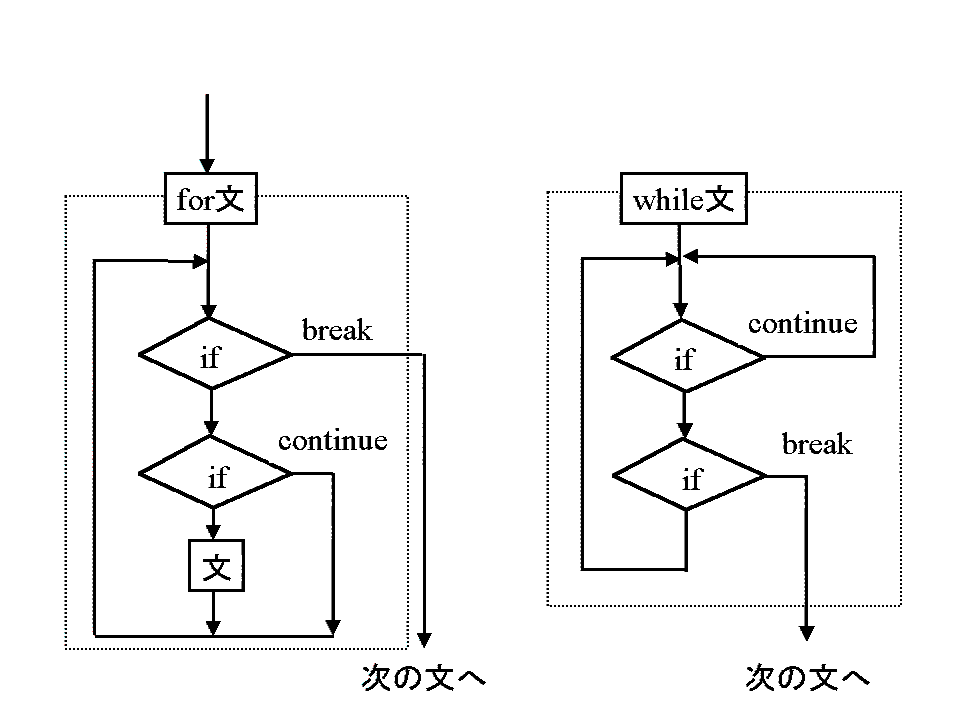 for文
break
if
continue
if
文
次の文へ
while文
continue
if
break
if
次の文へ